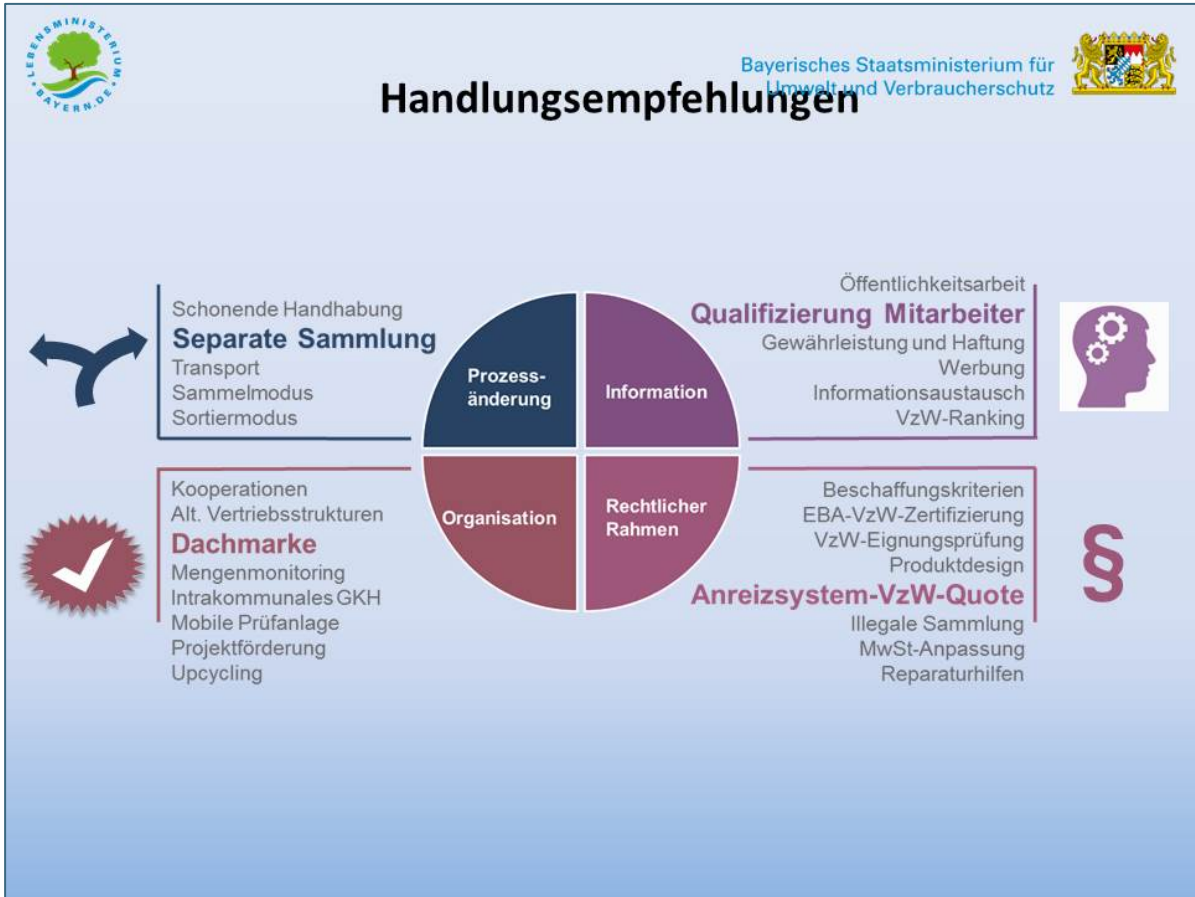 LEBENSMINISTERIUM
BAYERN.DE
Bayerisches Staatsministerium für
Umwelt und Verbraucherschutz
Handlungsempfehlungen
Schonende Handhabung
Separate Sammlung
Transport
Sammelmodus
Sortiermodus
Prozess-
änderung
Information
Öffentlichkeitsarbeit
Qualifizierung Mitarbeiter
Gewährleistung und Haftung
Werbung
Informationsaustausch
VzW-Ranking
Kooperationen
Alt. Vertriebsstrukturen
Dachmarke
Mengenmonitoring
Intrakommunales GKH
Mobile Prüfanlage
Projektförderung
Upcycling
Organisation
Rechtlicher
Rahmen
Beschaffungskriterien
EBA-VzW-Zertifizierung
VzW-Eignungsprüfung
Produktdesign
Anreizsystem-VzW-Quote
Illegale Sammlung
MwSt-Anpassung
Reparaturhilfen
§